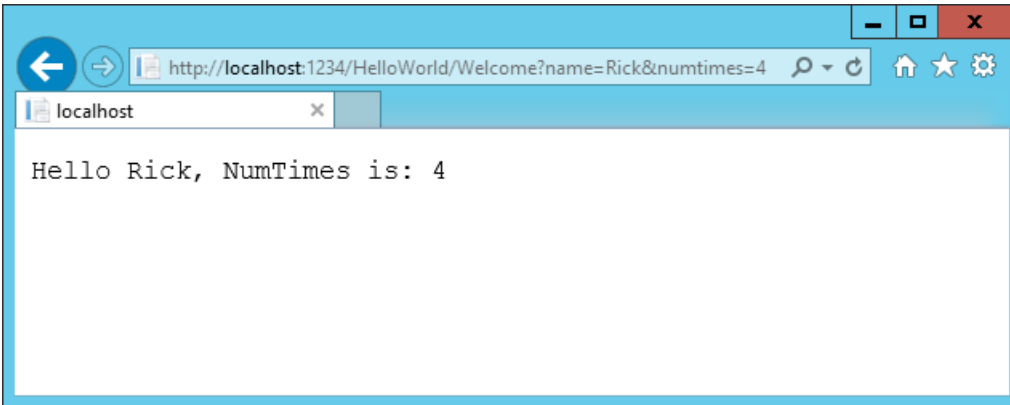 http://localhost:1234/HelloWorld/Welcome?name=Rick&numtimes=4
localhost
Hello Rick, NumTimes is: 4